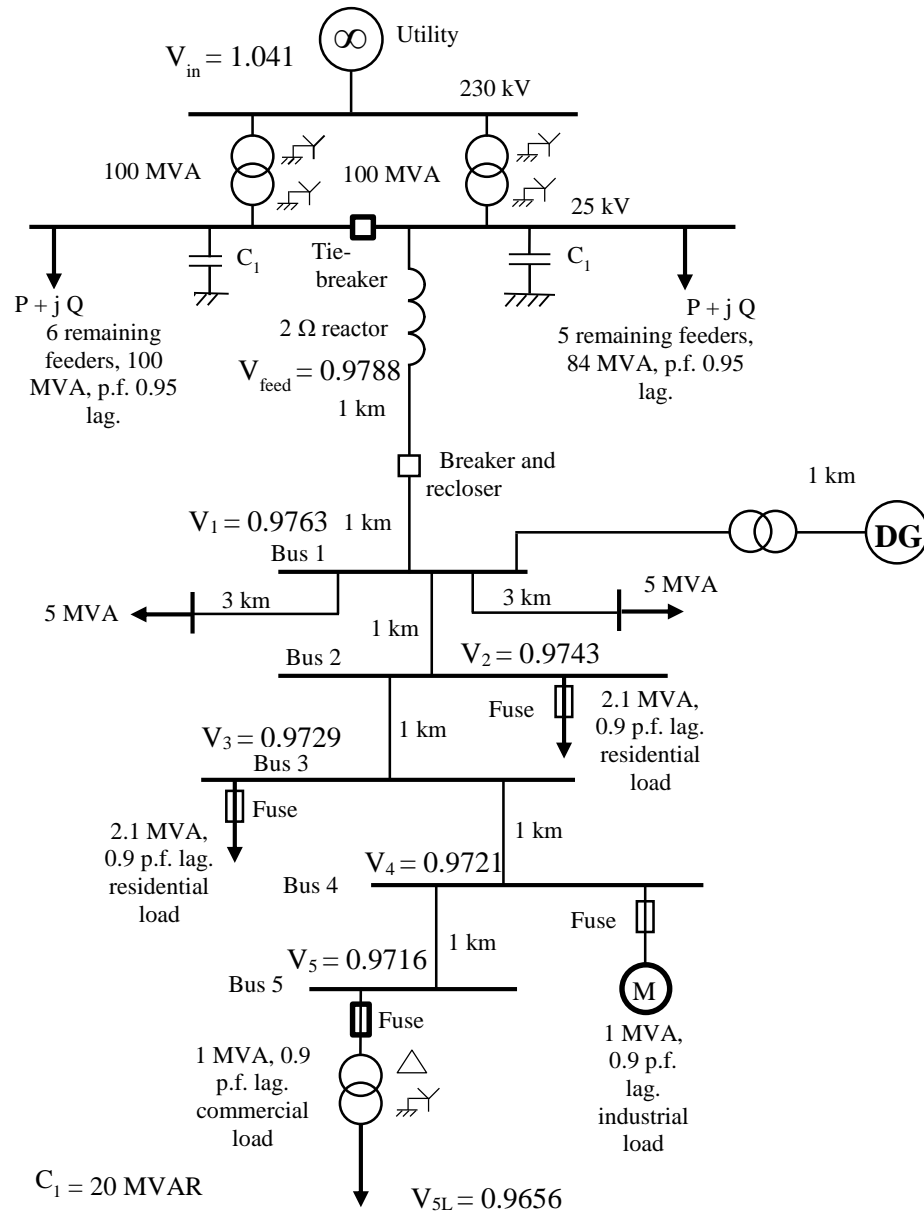 ∞
Utility
V_in = 1.041
230 kV
100 MVA
100 MVA
25 kV
C_1
Tie-
breaker
C_1
P + j Q
6 remaining
feeders, 100
MVA, p.f. 0.95
lag.
2 Ω reactor
P + j Q
5 remaining feeders,
84 MVA, p.f. 0.95
lag.
V_feed = 0.9788
1 km
Breaker and
recloser
1 km
V_1 = 0.9763
1 km
Bus 1
DG
5 MVA
3 km
3 km
5 MVA
1 km
Bus 2
V_2 = 0.9743
Fuse
2.1 MVA,
0.9 p.f. lag.
residential
load
V_3 = 0.9729
1 km
Bus 3
Fuse
2.1 MVA,
0.9 p.f. lag.
residential
load
1 km
V_4 = 0.9721
Bus 4
Fuse
1 km
V_5 = 0.9716
Bus 5
M
Fuse
1 MVA, 0.9
p.f. lag.
commercial
load
1 MVA,
0.9 p.f.
lag.
industrial
load
C_1 = 20 MVAR
V_5L = 0.9656